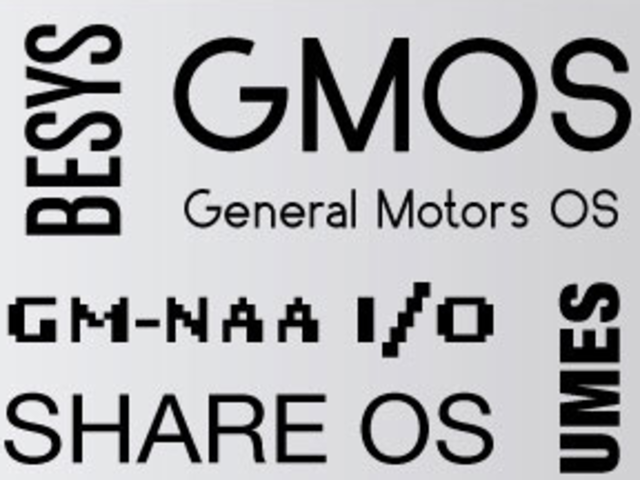 BESYS
GMOS
General Motors OS
GM-NAA I/O
SHARE OS
UMES